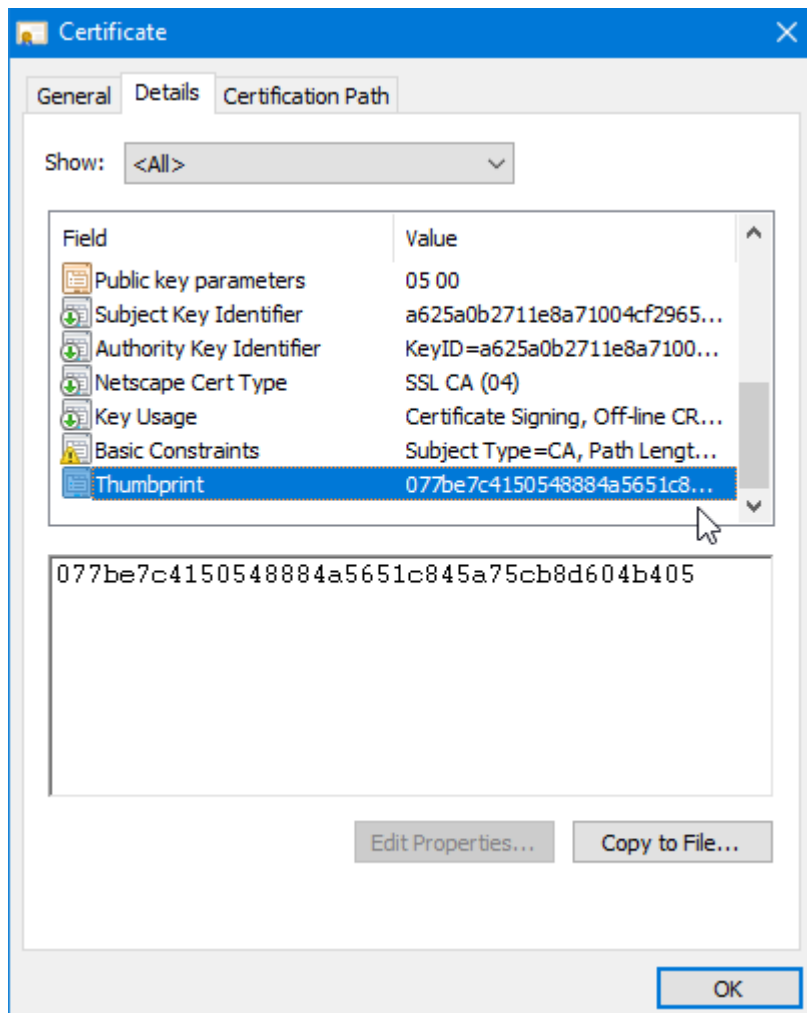 Certificate
General Details Certification Path
Show: <All>
Field Value
Public key parameters 05 00
Subject Key Identifier a625a0b2711e8a71004cf2965...
Authority Key Identifier KeyID=a625a0b2711e8a7100...
Netscape Cert Type SSL CA (04)
Key Usage Certificate Signing, Off-line CR...
Basic Constraints Subject Type=CA, Path Lengt...
Thumbprint 077be7c4150548884a5651c8...
077be7c4150548884a5651c845a75cb8d604b405
Edit Properties... Copy to File...
OK